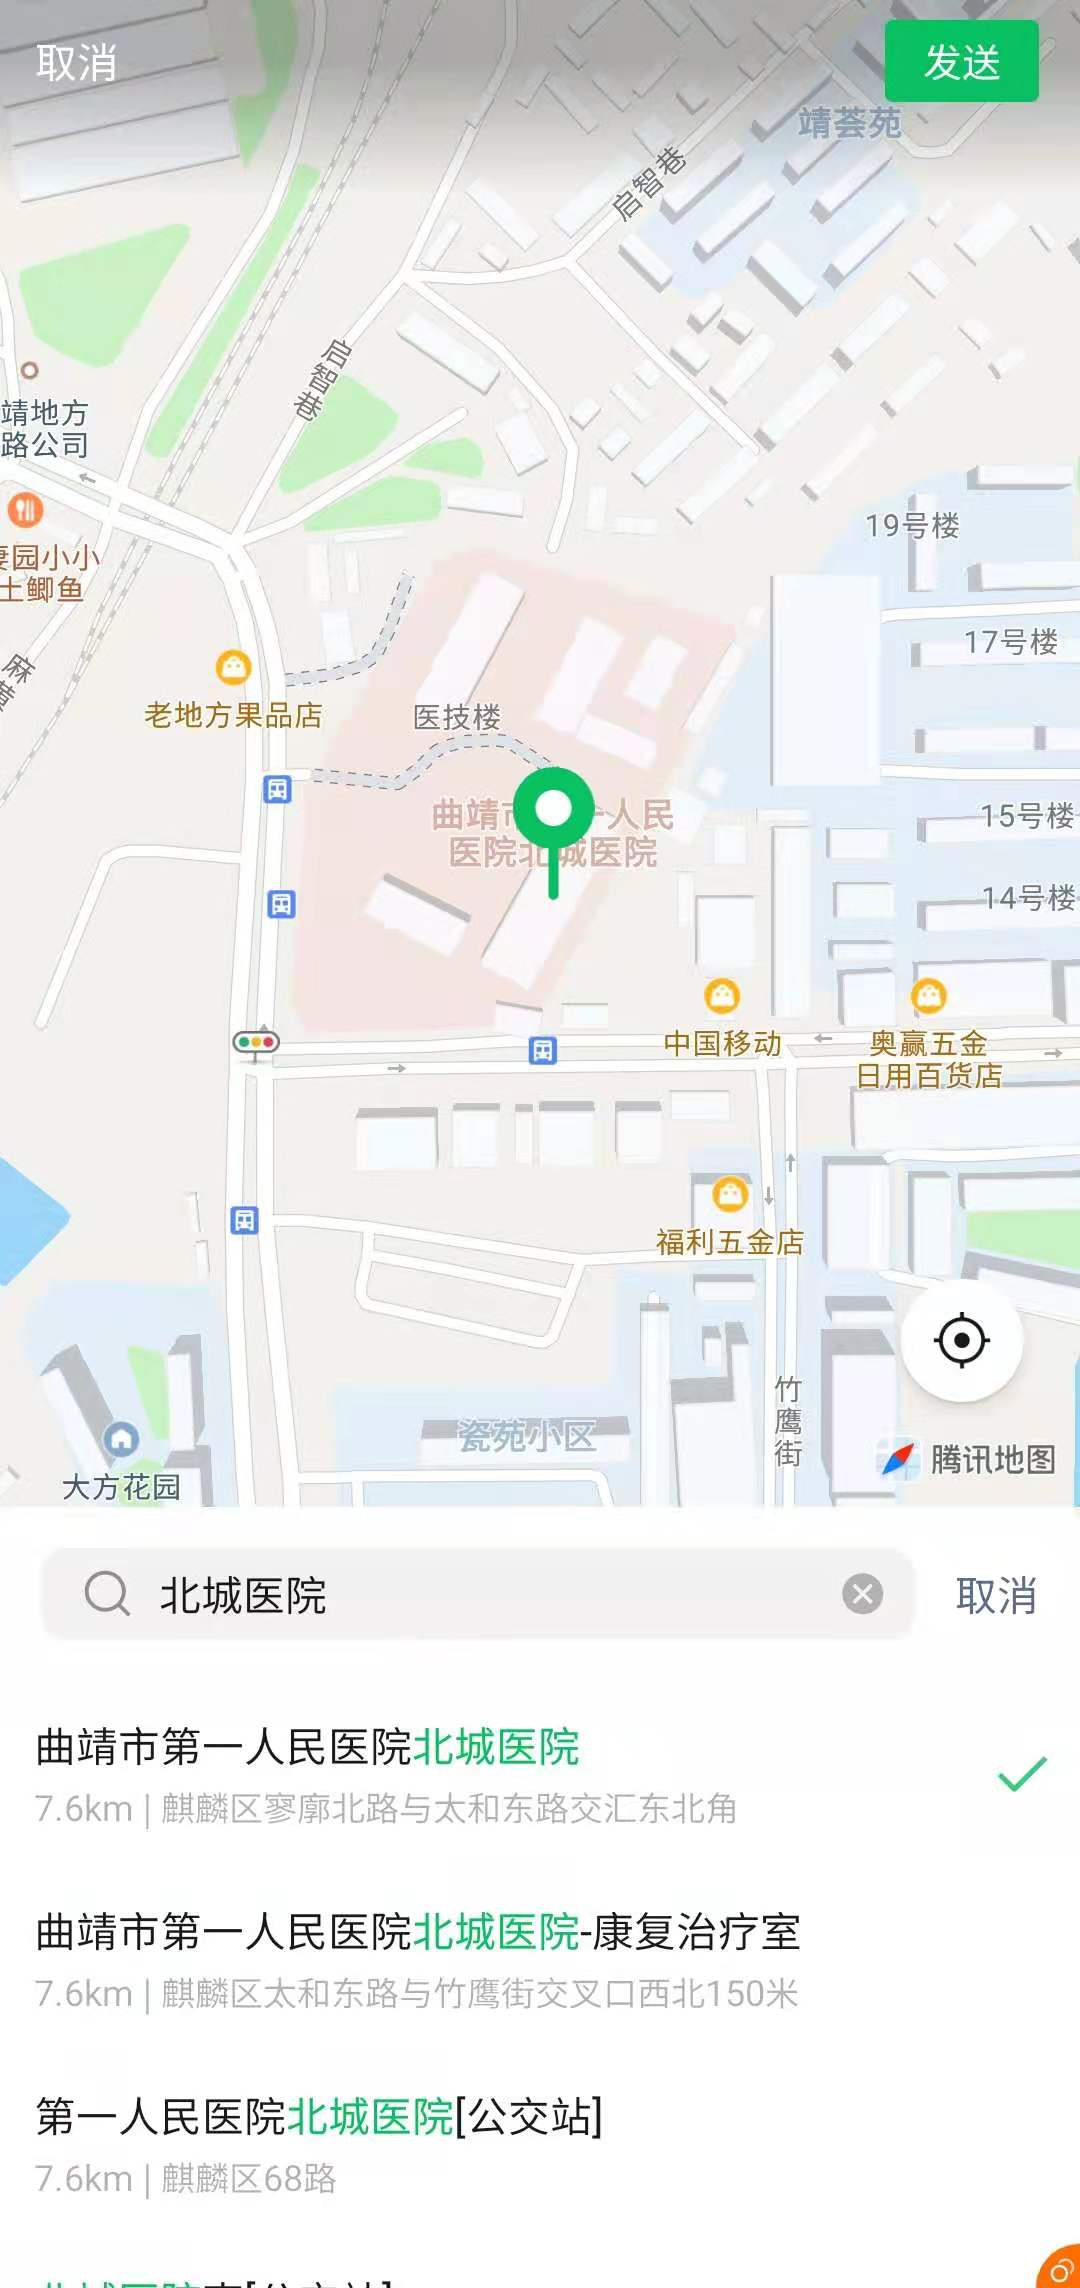 取消
发送
靖荟苑
启智巷
启智巷
靖地方
路公司
19号楼
园小小
土鲫鱼
17号楼
麻
黄
老地方果品店
医技楼
曲靖市 一人民
医院北城医院
15号楼
14号楼
中国移动
奥赢五金
日用百货店
福利五金店
竹鹰街
瓷苑小区
大方花园
腾讯地图
北城医院
取消
曲靖市第一人民医院北城医院
7.6km | 麒麟区寥廓北路与太和东路交汇东北角
曲靖市第一人民医院北城医院-康复治疗室
7.6km | 麒麟区太和东路与竹鹰街交叉口西北150米
第一人民医院北城医院[公交站]
7.6km | 麒麟区68路